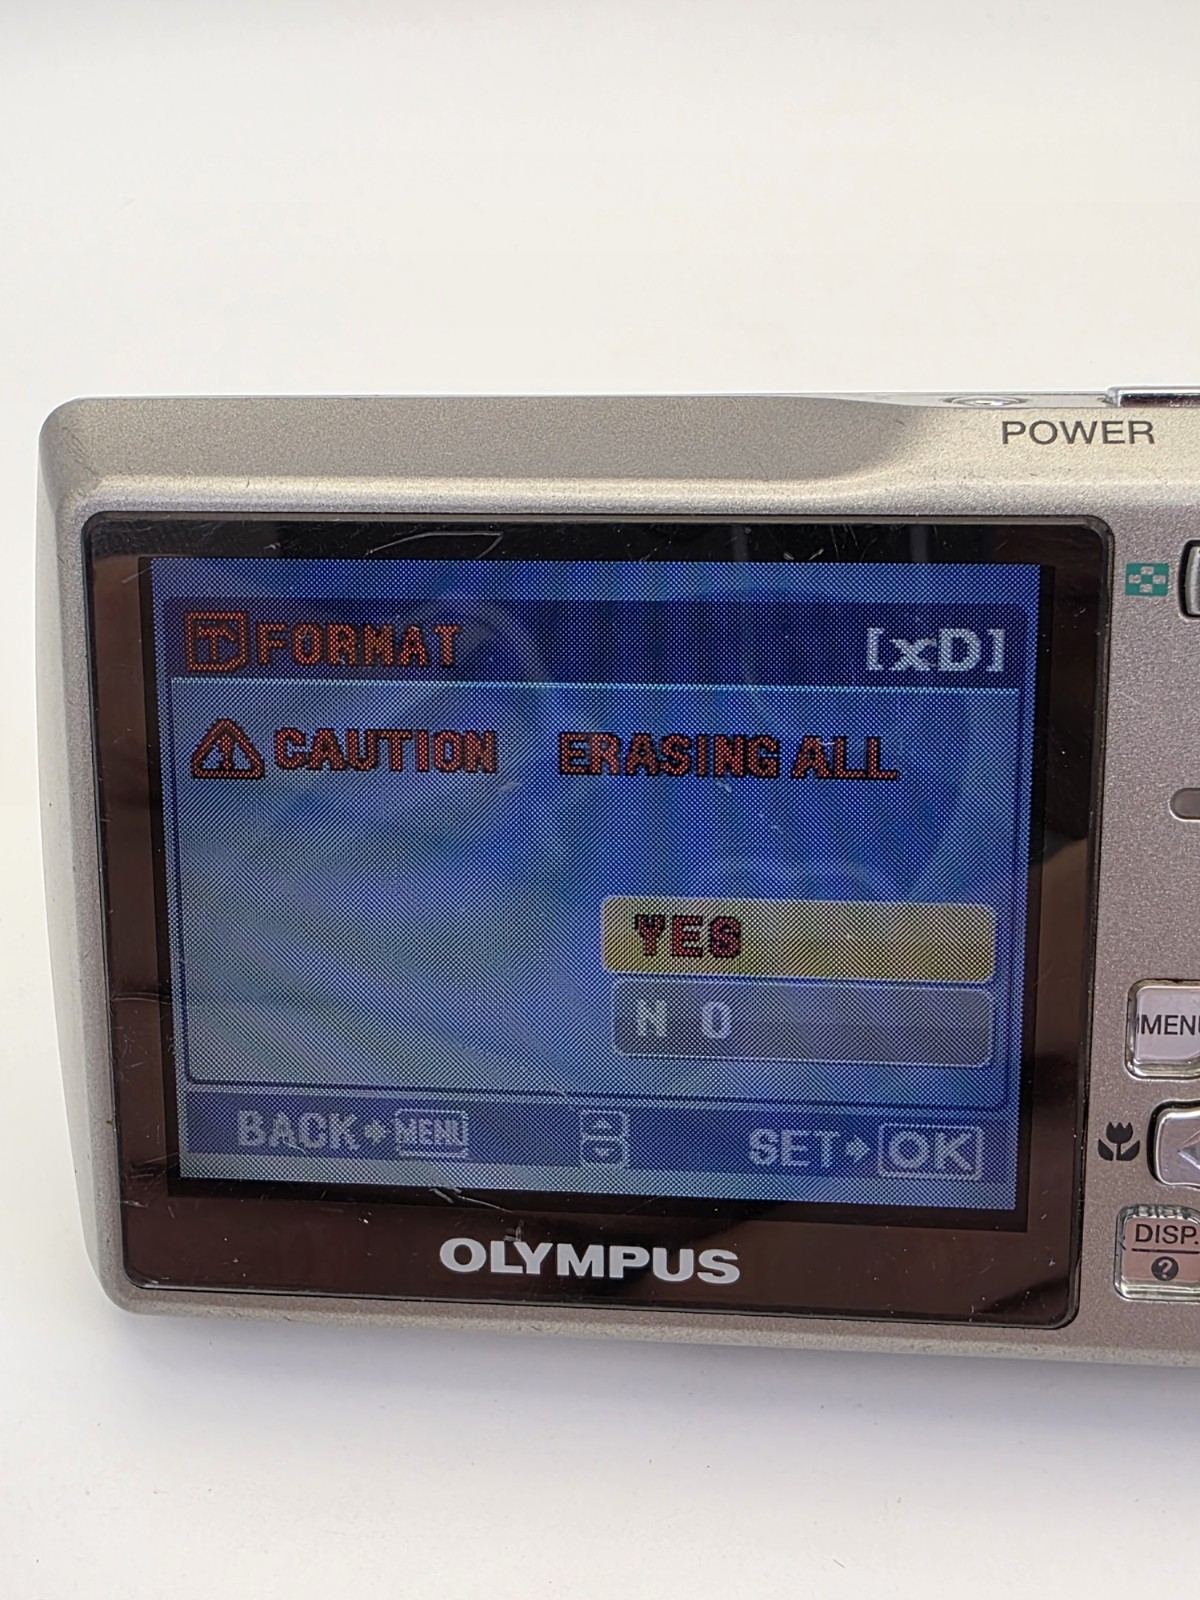 POWER
FORMAT [xD]
CAUTION ERASING ALL
YES
NO
MENU
BACK MENU SET OK
DISP.
?
OLYMPUS